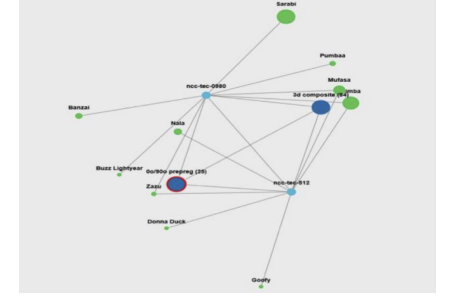 Sarabi
Pumbaa
Mufasa
ncc-tec-0980
3d composite (54)
Banzai
Nala
Buzz Lightyear
0o/90o prepreg (25)
Zazu
ncc-tec-512
Donna Duck
Goofy